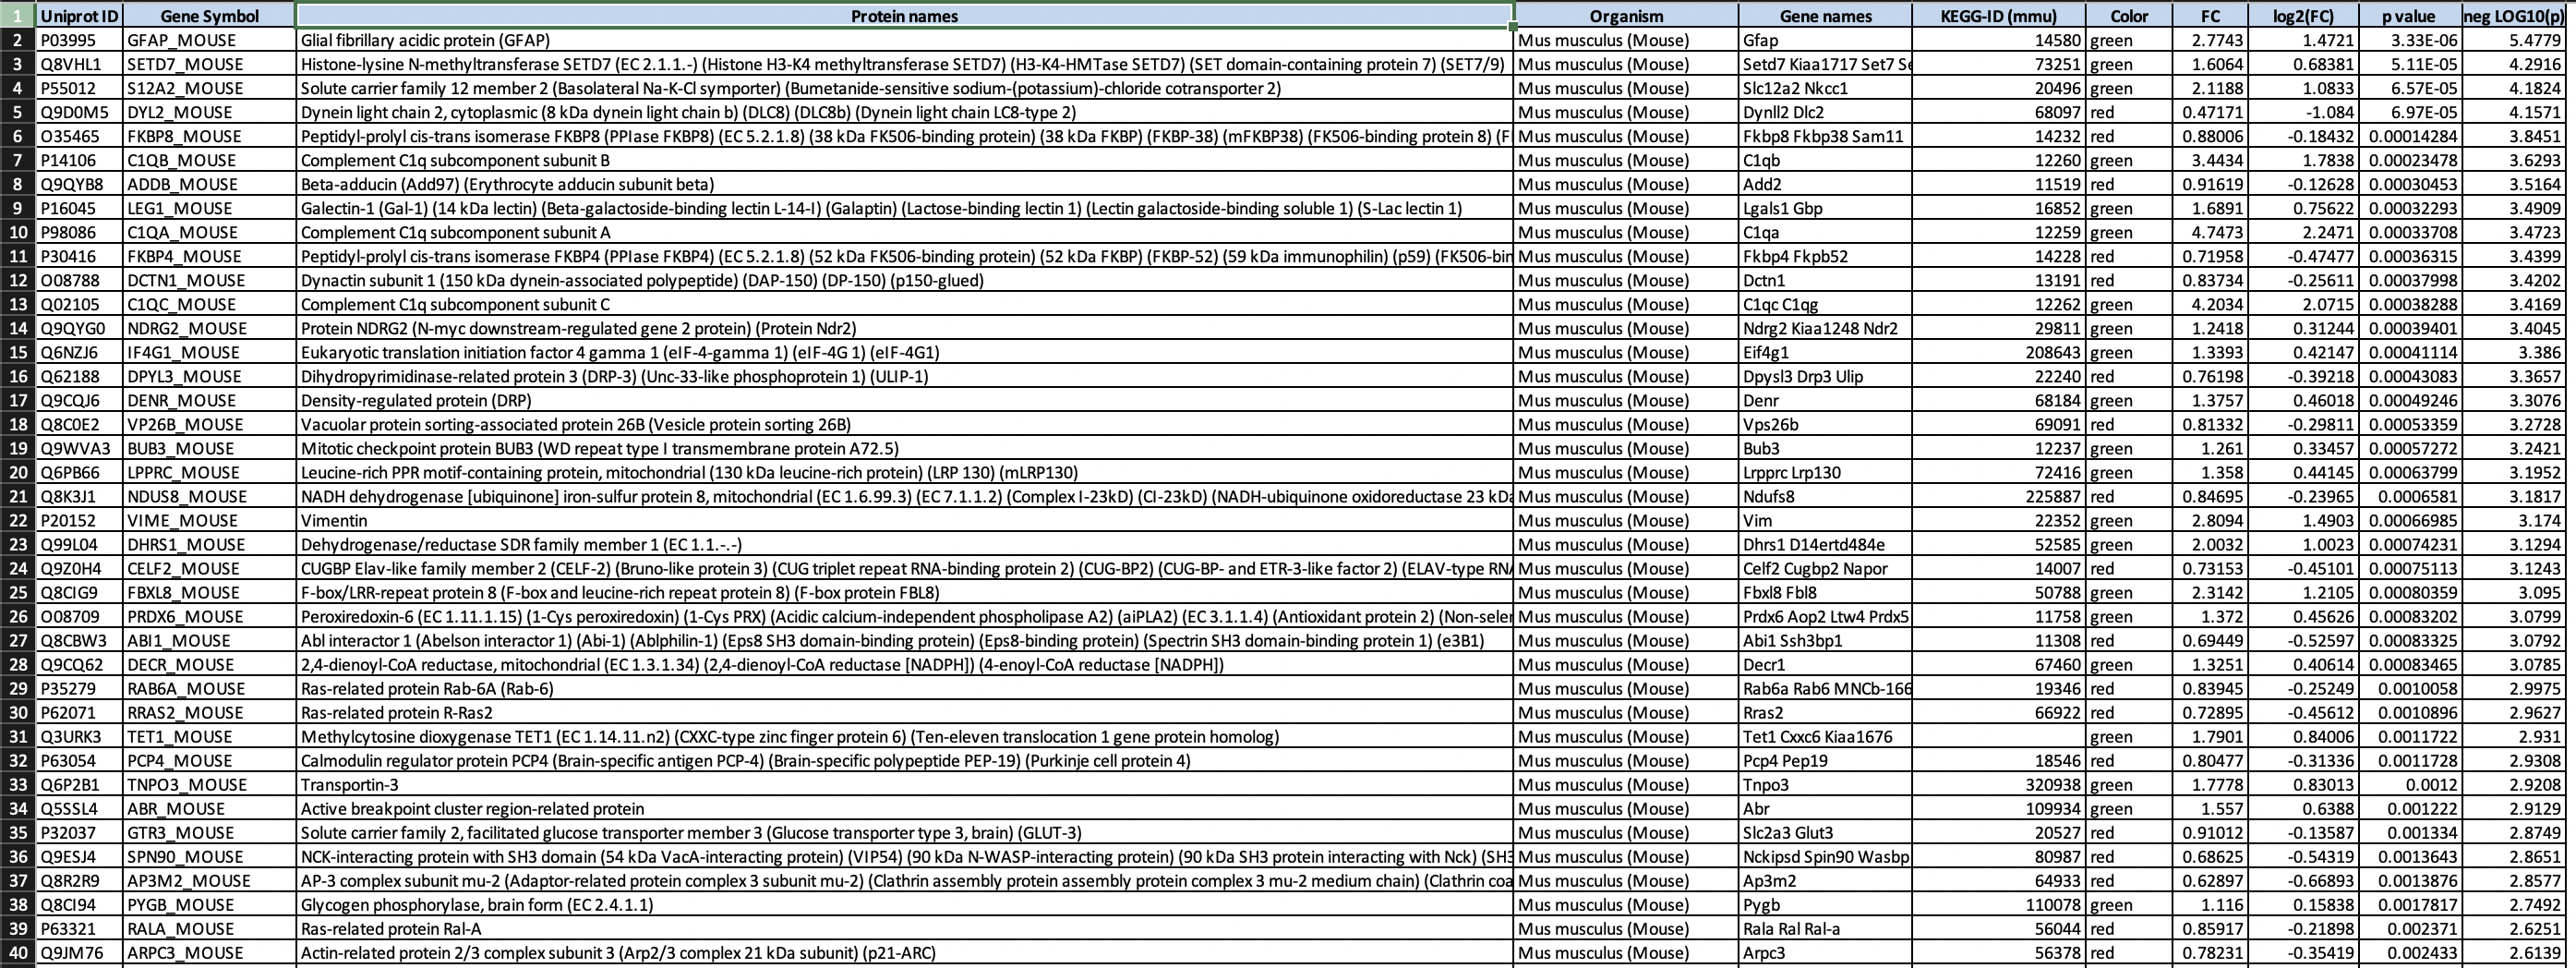 1 Uniprot ID Gene Symbol Protein names Organism Gene names KEGG-ID (mmu) Color FC log2(FC) p value neg LOG10(p)
2 P03995 GFAP_MOUSE Glial fibrillary acidic protein (GFAP) Mus musculus (Mouse) Gfap 14580 green 2.7743 1.4721 3.33E-06 5.4779
3 Q8VHL1 SETD7_MOUSE Histone-lysine N-methyltransferase SETD7 (EC 2.1.1.-) (Histone H3-K4 methyltransferase SETD7) (H3-K4-HMTase SETD7) (SET domain-containing protein 7) (SET7/9) Mus musculus (Mouse) Setd7 Kiaa1717 Set7 Se 73251 green 1.6064 0.68381 5.11E-05 4.2916
4 P55012 S12A2_MOUSE Solute carrier family 12 member 2 (Basolateral Na-K-Cl symporter) (Bumetanide-sensitive sodium-(potassium)-chloride cotransporter 2) Mus musculus (Mouse) Slc12a2 Nkcc1 20496 green 2.1188 1.0833 6.57E-05 4.1824
5 Q9D0M5 DYL2_MOUSE Dynein light chain 2, cytoplasmic (8 kDa dynein light chain b) (DLC8) (DLC8b) (Dynein light chain LC8-type 2) Mus musculus (Mouse) Dynll2 Dlc2 68097 red 0.47171 -1.084 6.97E-05 4.1571
6 O35465 FKBP8_MOUSE Peptidyl-prolyl cis-trans isomerase FKBP8 (PPIase FKBP8) (EC 5.2.1.8) (38 kDa FK506-binding protein) (38 kDa FKBP) (FKBP-38) (mFKBP38) (FK506-binding protein 8) (F Mus musculus (Mouse) Fkbp8 Fkbp38 Sam11 14232 red 0.88006 -0.18432 0.00014284 3.8451
7 P14106 C1QB_MOUSE Complement C1q subcomponent subunit B Mus musculus (Mouse) C1qb 12260 green 3.4434 1.7838 0.00023478 3.6293
8 Q9QYB8 ADDB_MOUSE Beta-adducin (Add97) (Erythrocyte adducin subunit beta) Mus musculus (Mouse) Add2 11519 red 0.91619 -0.12628 0.00030453 3.5164
9 P16045 LEG1_MOUSE Galectin-1 (Gal-1) (14 kDa lectin) (Beta-galactoside-binding lectin L-14-I) (Galaptin) (Lactose-binding lectin 1) (Lectin galactoside-binding soluble 1) (S-Lac lectin 1) Mus musculus (Mouse) Lgals1 Gbp 16852 green 1.6891 0.75622 0.00032293 3.4909
10 P98086 C1QA_MOUSE Complement C1q subcomponent subunit A Mus musculus (Mouse) C1qa 12259 green 4.7473 2.2471 0.00033708 3.4723
11 P30416 FKBP4_MOUSE Peptidyl-prolyl cis-trans isomerase FKBP4 (PPIase FKBP4) (EC 5.2.1.8) (52 kDa FK506-binding protein) (52 kDa FKBP) (FKBP-52) (59 kDa immunophilin) (p59) (FK506-bin Mus musculus (Mouse) Fkbp4 Fkpb52 14228 red 0.71958 -0.47477 0.00036315 3.4399
12 O08788 DCTN1_MOUSE Dynactin subunit 1 (150 kDa dynein-associated polypeptide) (DAP-150) (DP-150) (p150-glued) Mus musculus (Mouse) Dctn1 13191 red 0.83734 -0.25611 0.00037998 3.4202
13 Q02105 C1QC_MOUSE Complement C1q subcomponent subunit C Mus musculus (Mouse) C1qc C1qg 12262 green 4.2034 2.0715 0.00038288 3.4169
14 Q9QYG0 NDRG2_MOUSE Protein NDRG2 (N-myc downstream-regulated gene 2 protein) (Protein Ndr2) Mus musculus (Mouse) Ndrg2 Kiaa1248 Ndr2 29811 green 1.2418 0.31244 0.00039401 3.4045
15 Q6NZJ6 IF4G1_MOUSE Eukaryotic translation initiation factor 4 gamma 1 (eIF-4-gamma 1) (eIF-4G 1) (eIF-4G1) Mus musculus (Mouse) Eif4g1 208643 green 1.3393 0.42147 0.00041114 3.386
16 Q62188 DPYL3_MOUSE Dihydropyrimidinase-related protein 3 (DRP-3) (Unc-33-like phosphoprotein 1) (ULIP-1) Mus musculus (Mouse) Dpysl3 Drp3 Ulip 22240 red 0.76198 -0.39218 0.00043083 3.3657
17 Q9CQJ6 DENR_MOUSE Density-regulated protein (DRP) Mus musculus (Mouse) Denr 68184 green 1.3757 0.46018 0.00049246 3.3076
18 Q8C0E2 VP26B_MOUSE Vacuolar protein sorting-associated protein 26B (Vesicle protein sorting 26B) Mus musculus (Mouse) Vps26b 69091 red 0.81332 -0.29811 0.00053359 3.2728
19 Q9WVA3 BUB3_MOUSE Mitotic checkpoint protein BUB3 (WD repeat type I transmembrane protein A72.5) Mus musculus (Mouse) Bub3 12237 green 1.261 0.33457 0.00057272 3.2421
20 Q6PB66 LPPRC_MOUSE Leucine-rich PPR motif-containing protein, mitochondrial (130 kDa leucine-rich protein) (LRP 130) (mLRP130) Mus musculus (Mouse) Lrpprc Lrp130 72416 green 1.358 0.44145 0.00063799 3.1952
21 Q8K3J1 NDUS8_MOUSE NADH dehydrogenase [ubiquinone] iron-sulfur protein 8, mitochondrial (EC 1.6.99.3) (EC 7.1.1.2) (Complex I-23kD) (CI-23kD) (NADH-ubiquinone oxidoreductase 23 kDa Mus musculus (Mouse) Ndufs8 225887 red 0.84695 -0.23965 0.0006581 3.1817
22 P20152 VIME_MOUSE Vimentin Mus musculus (Mouse) Vim 22352 green 2.8094 1.4903 0.00066985 3.174
23 Q99L04 DHRS1_MOUSE Dehydrogenase/reductase SDR family member 1 (EC 1.1.-.-) Mus musculus (Mouse) Dhrs1 D14ertd484e 52585 green 2.0032 1.0023 0.00074231 3.1294
24 Q9Z0H4 CELF2_MOUSE CUGBP Elav-like family member 2 (CELF-2) (Bruno-like protein 3) (CUG triplet repeat RNA-binding protein 2) (CUG-BP2) (CUG-BP- and ETR-3-like factor 2) (ELAV-type RNA Mus musculus (Mouse) Celf2 Cugbp2 Napor 14007 red 0.73153 -0.45101 0.00075113 3.1243
25 Q8CIG9 FBXL8_MOUSE F-box/LRR-repeat protein 8 (F-box and leucine-rich repeat protein 8) (F-box protein FBL8) Mus musculus (Mouse) Fbxl8 Fbl8 50788 green 2.3142 1.2105 0.00080359 3.095
26 O08709 PRDX6_MOUSE Peroxiredoxin-6 (EC 1.11.1.15) (1-Cys peroxiredoxin) (1-Cys PRX) (Acidic calcium-independent phospholipase A2) (aiPLA2) (EC 3.1.1.4) (Antioxidant protein 2) (Non-selen Mus musculus (Mouse) Prdx6 Aop2 Ltw4 Prdx5 11758 green 1.372 0.45626 0.00083202 3.0799
27 Q8CBW3 ABI1_MOUSE Abl interactor 1 (Abelson interactor 1) (Abi-1) (Ablphilin-1) (Eps8 SH3 domain-binding protein) (Eps8-binding protein) (Spectrin SH3 domain-binding protein 1) (e3B1) Mus musculus (Mouse) Abi1 Ssh3bp1 11308 red 0.69449 -0.52597 0.00083325 3.0792
28 Q9CQ62 DECR_MOUSE 2,4-dienoyl-CoA reductase, mitochondrial (EC 1.3.1.34) (2,4-dienoyl-CoA reductase [NADPH]) (4-enoyl-CoA reductase [NADPH]) Mus musculus (Mouse) Decr1 67460 green 1.3251 0.40614 0.00083465 3.0785
29 P35279 RAB6A_MOUSE Ras-related protein Rab-6A (Rab-6) Mus musculus (Mouse) Rab6a Rab6 MNCb-166 19346 red 0.83945 -0.25249 0.0010058 2.9975
30 P62071 RRAS2_MOUSE Ras-related protein R-Ras2 Mus musculus (Mouse) Rras2 66922 red 0.72895 -0.45612 0.0010896 2.9627
31 Q3URK3 TET1_MOUSE Methylcytosine dioxygenase TET1 (EC 1.14.11.n2) (CXXC-type zinc finger protein 6) (Ten-eleven translocation 1 gene protein homolog) Mus musculus (Mouse) Tet1 Cxxc6 Kiaa1676 green 1.7901 0.84006 0.0011722 2.931
32 P63054 PCP4_MOUSE Calmodulin regulator protein PCP4 (Brain-specific antigen PCP-4) (Brain-specific polypeptide PEP-19) (Purkinje cell protein 4) Mus musculus (Mouse) Pcp4 Pep19 18546 red 0.80477 -0.31336 0.0011728 2.9308
33 Q6P2B1 TNPO3_MOUSE Transportin-3 Mus musculus (Mouse) Tnpo3 320938 green 1.7778 0.83013 0.0012 2.9208
34 Q5SSL4 ABR_MOUSE Active breakpoint cluster region-related protein Mus musculus (Mouse) Abr 109934 green 1.557 0.6388 0.001222 2.9129
35 P32037 GTR3_MOUSE Solute carrier family 2, facilitated glucose transporter member 3 (Glucose transporter type 3, brain) (GLUT-3) Mus musculus (Mouse) Slc2a3 Glut3 20527 red 0.91012 -0.13587 0.001334 2.8749
36 Q9ESJ4 SPN90_MOUSE NCK-interacting protein with SH3 domain (54 kDa VacA-interacting protein) (VIP54) (90 kDa N-WASP-interacting protein) (90 kDa SH3 protein interacting with Nck) (SH3 Mus musculus (Mouse) Nckipsd Spin90 Wasbp 80987 red 0.68625 -0.54319 0.0013643 2.8651
37 Q8R2R9 AP3M2_MOUSE AP-3 complex subunit mu-2 (Adaptor-related protein complex 3 subunit mu-2) (Clathrin assembly protein assembly protein complex 3 mu-2 medium chain) (Clathrin coa Mus musculus (Mouse) Ap3m2 64933 red 0.62897 -0.66893 0.0013876 2.8577
38 Q8CI94 PYGB_MOUSE Glycogen phosphorylase, brain form (EC 2.4.1.1) Mus musculus (Mouse) Pygb 110078 green 1.116 0.15838 0.0017817 2.7492
39 P63321 RALA_MOUSE Ras-related protein Ral-A Mus musculus (Mouse) Rala Ral Ral-a 56044 red 0.85917 -0.21898 0.002371 2.6251
40 Q9JM76 ARPC3_MOUSE Actin-related protein 2/3 complex subunit 3 (Arp2/3 complex 21 kDa subunit) (p21-ARC) Mus musculus (Mouse) Arpc3 56378 red 0.78231 -0.35419 0.002433 2.6139